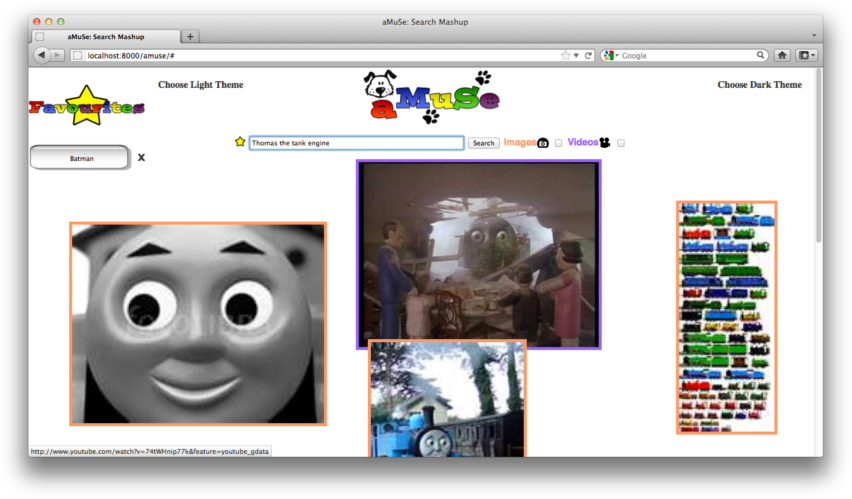 aMuSe: Search Mashup
aMuSe: Search Mashup
localhost:8000/amuse/#
Google
Favourites
Choose Light Theme
aMuSe
Choose Dark Theme
Thomas the tank engine
Search
Images
Videos
Batman
X
http://www.youtube.com/watch?v=74tWHnip77k&feature=youtube_gdata